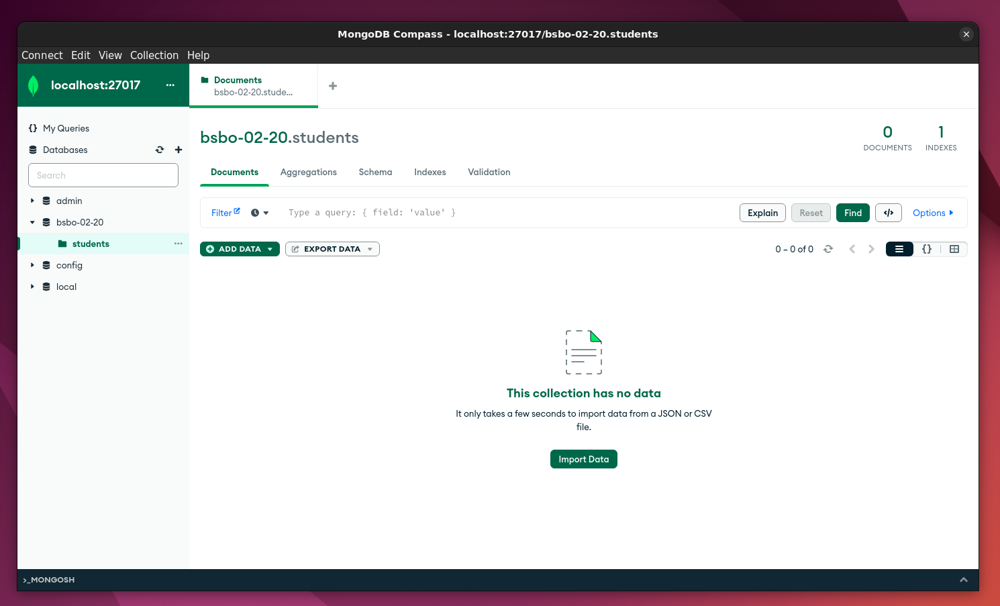 MongoDB Compass - localhost:27017/bsbo-02-20.students
Connect Edit View Collection Help
localhost:27017
Documents
bsbo-02-20.stude...
{} My Queries
Databases
Search
admin
bsbo-02-20
students
config
local
bsbo-02-20.students
0
DOCUMENTS
1
INDEXES
Documents Aggregations Schema Indexes Validation
Filter Type a query: { field: 'value' } Explain Reset Find </> Options
ADD DATA EXPORT DATA 0 – 0 of 0 {}
This collection has no data
It only takes a few seconds to import data from a JSON or CSV
file.
Import Data
>_MONGOSH